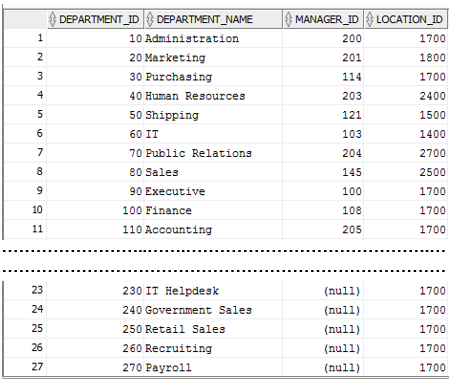 DEPARTMENT_ID DEPARTMENT_NAME MANAGER_ID LOCATION_ID
1 10 Administration 200 1700
2 20 Marketing 201 1800
3 30 Purchasing 114 1700
4 40 Human Resources 203 2400
5 50 Shipping 121 1500
6 60 IT 103 1400
7 70 Public Relations 204 2700
8 80 Sales 145 2500
9 90 Executive 100 1700
10 100 Finance 108 1700
11 110 Accounting 205 1700
23 230 IT Helpdesk (null) 1700
24 240 Government Sales (null) 1700
25 250 Retail Sales (null) 1700
26 260 Recruiting (null) 1700
27 270 Payroll (null) 1700